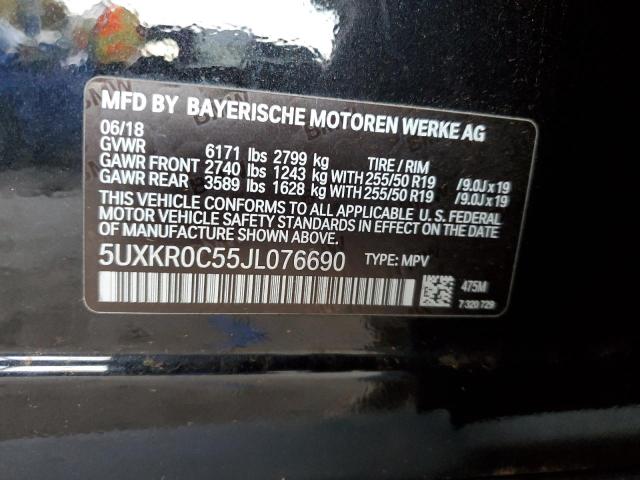 MFD BY BAYERISCHE MOTOREN WERKE AG
06/18
GVWR 6171 lbs 2799 kg TIRE / RIM
GAWR FRONT 2740 lbs 1243 kg WITH 255/50 R19 /9.0J x 19
GAWR REAR 3589 lbs 1628 kg WITH 255/50 R19 /9.0J x 19
THIS VEHICLE CONFORMS TO ALL APPLICABLE U. S. FEDERAL
MOTOR VEHICLE SAFETY STANDARDS IN EFFECT ON THE DATE
OF MANUFACTURE SHOWN ABOVE.
5UXKR0C55JL076690 TYPE: MPV
475M
7 320 729